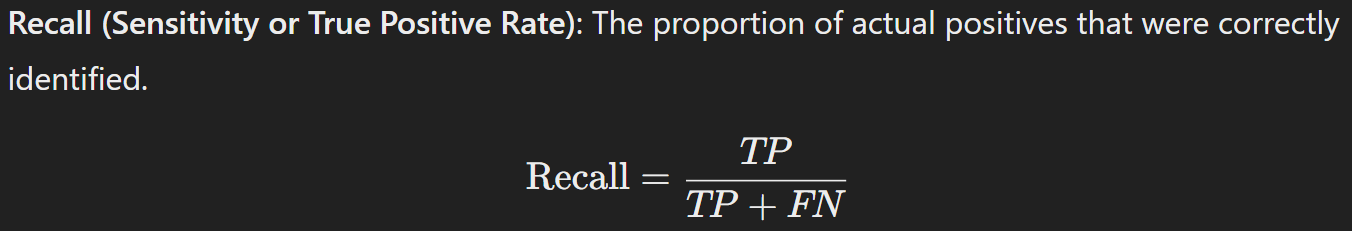 Recall (Sensitivity or True Positive Rate): The proportion of actual positives that were correctly
identified.
Recall = TP / TP + FN